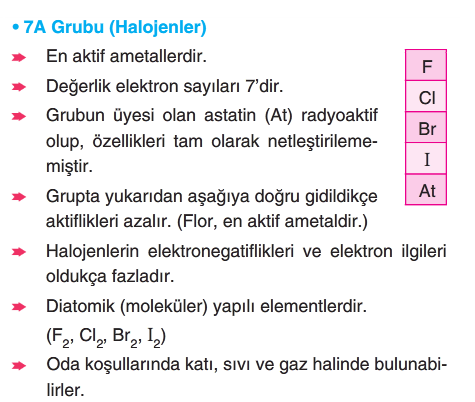 • 7A Grubu (Halojenler)
En aktif ametallerdir.
Değerlik elektron sayıları 7’dir.
Grubun üyesi olan astatin (At) radyoaktif
olup, özellikleri tam olarak netleştirileme-
miştir.
Grupta yukarıdan aşağıya doğru gidildikçe
aktiflikleri azalır. (Flor, en aktif ametaldir.)
Halojenlerin elektronegatiflikleri ve elektron ilgileri
oldukça fazladır.
Diatomik (moleküler) yapılı elementlerdir.
(F₂, Cl₂, Br₂, I₂)
Oda koşullarında katı, sıvı ve gaz halinde bulunabi-
lirler.
F
Cl
Br
I
At